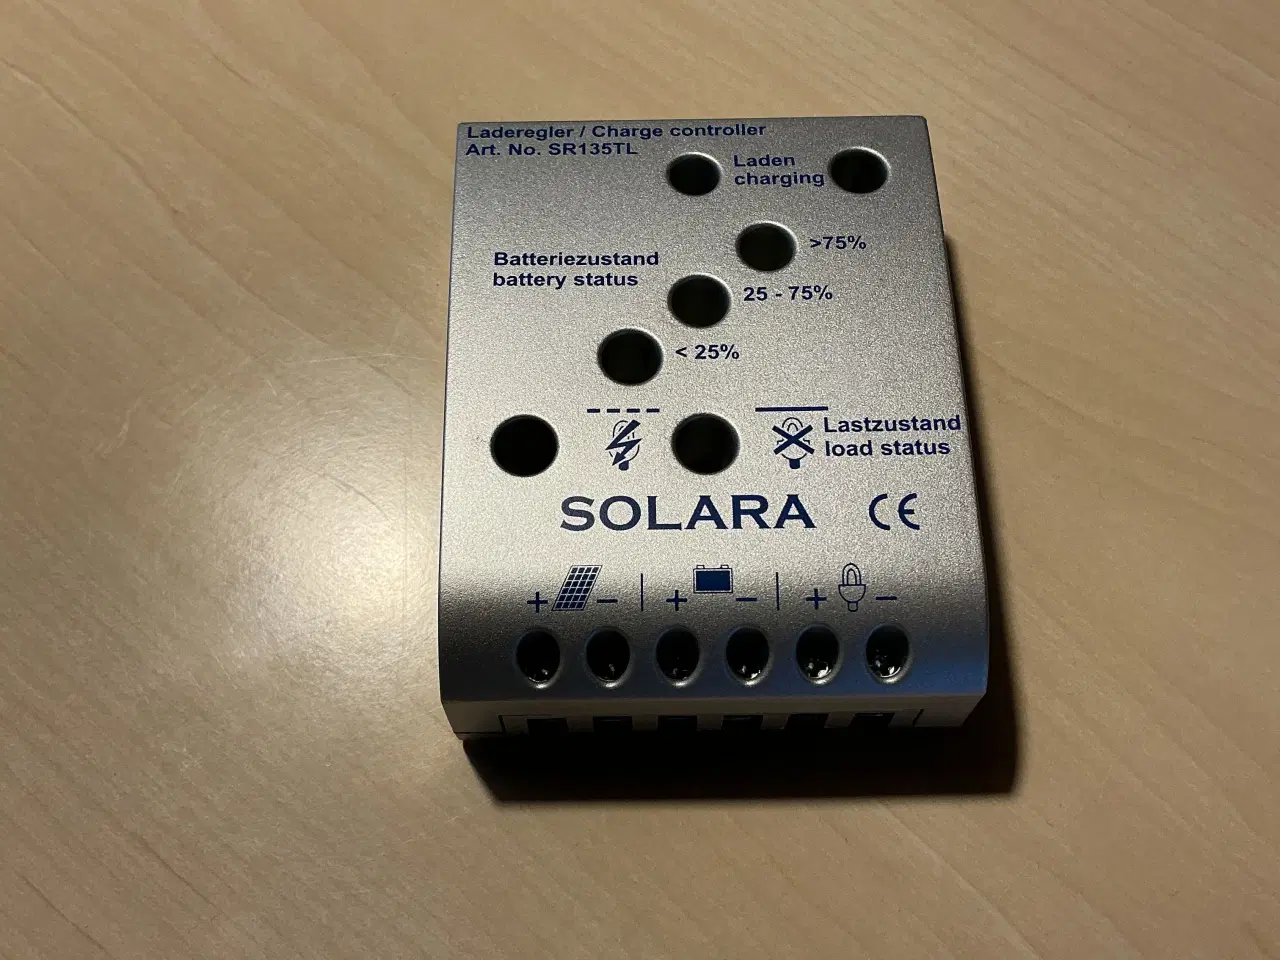 Laderegler / Charge controller
Art. No. SR135TL
Laden
charging
>75%
Batteriezustand
battery status
25 - 75%
< 25%
Lastzustand
load status
SOLARA CE
+ - | + - | + -